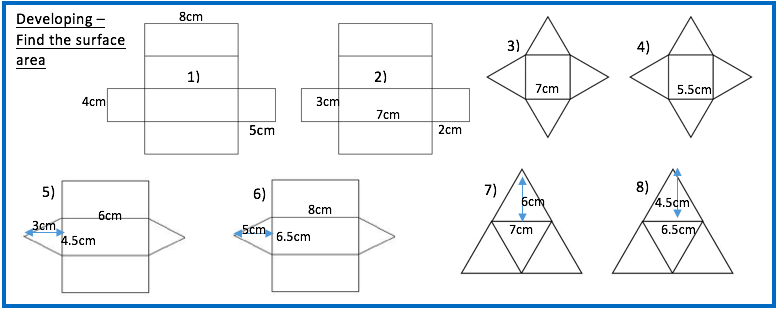 Developing –
Find the surface
area
8cm
1)
4cm
5cm
2)
3cm
7cm
2cm
3)
7cm
4)
5.5cm
5)
3cm
6cm
4.5cm
6)
5cm
8cm
6.5cm
7)
6cm
7cm
8)
4.5cm
6.5cm